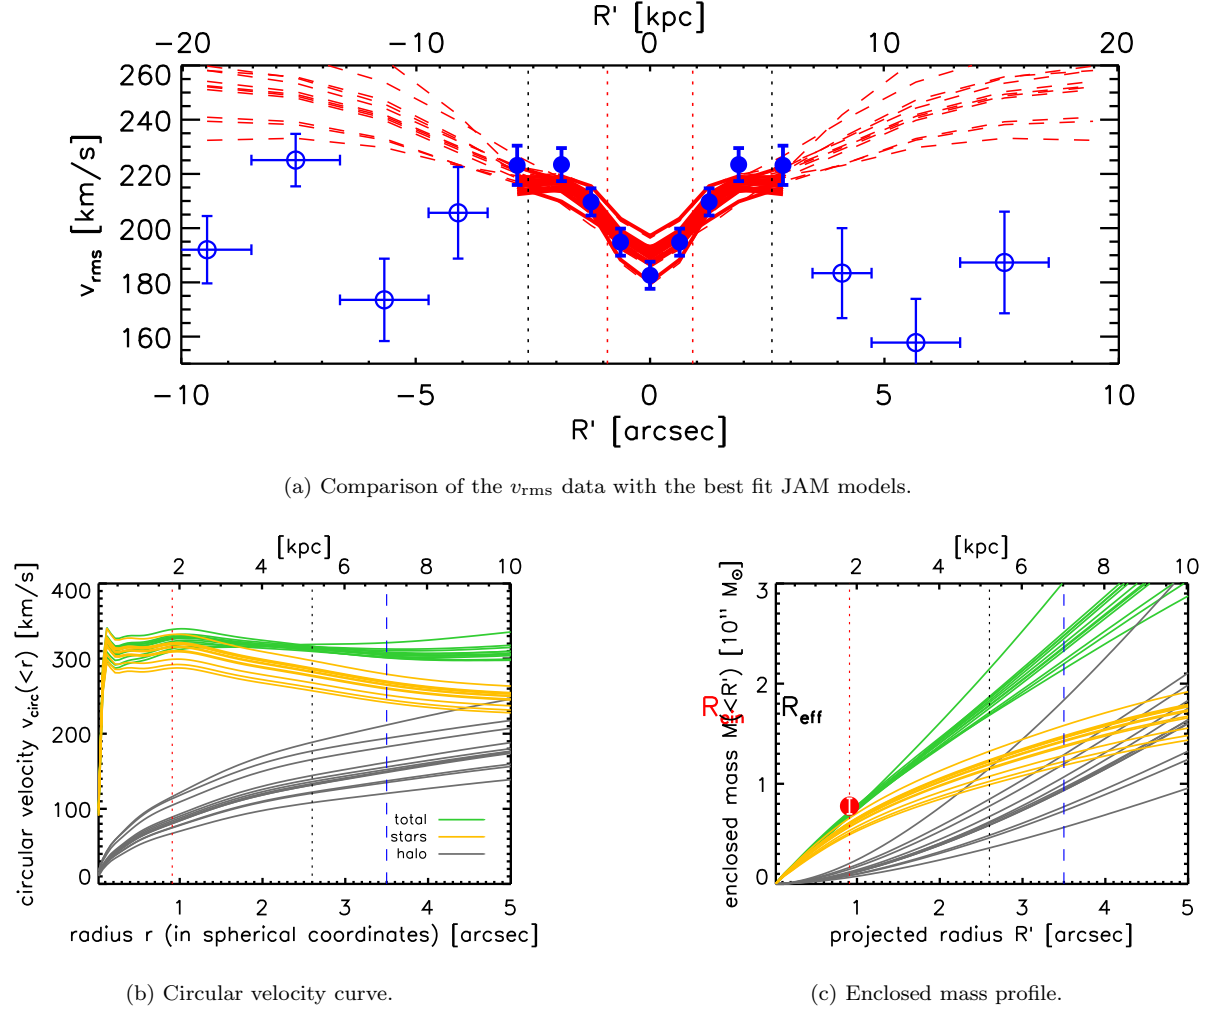 R' [kpc]
−20 −10 0 10 20
260
240
220
200
180
160
v_rms [km/s]
−10 −5 0 5 10
R' [arcsec]
(a) Comparison of the v_rms data with the best fit JAM models.
[kpc]
2 4 6 8 10
400
300
200
100
0
circular velocity v_circ(<r) [km/s]
total
stars
halo
1 2 3 4 5
radius r (in spherical coordinates) [arcsec]
(b) Circular velocity curve.
[kpc]
2 4 6 8 10
3
2
1
0
enclosed mass M(<R') [10¹¹ M☉]
R_ein
R_eff
1 2 3 4 5
projected radius R' [arcsec]
(c) Enclosed mass profile.